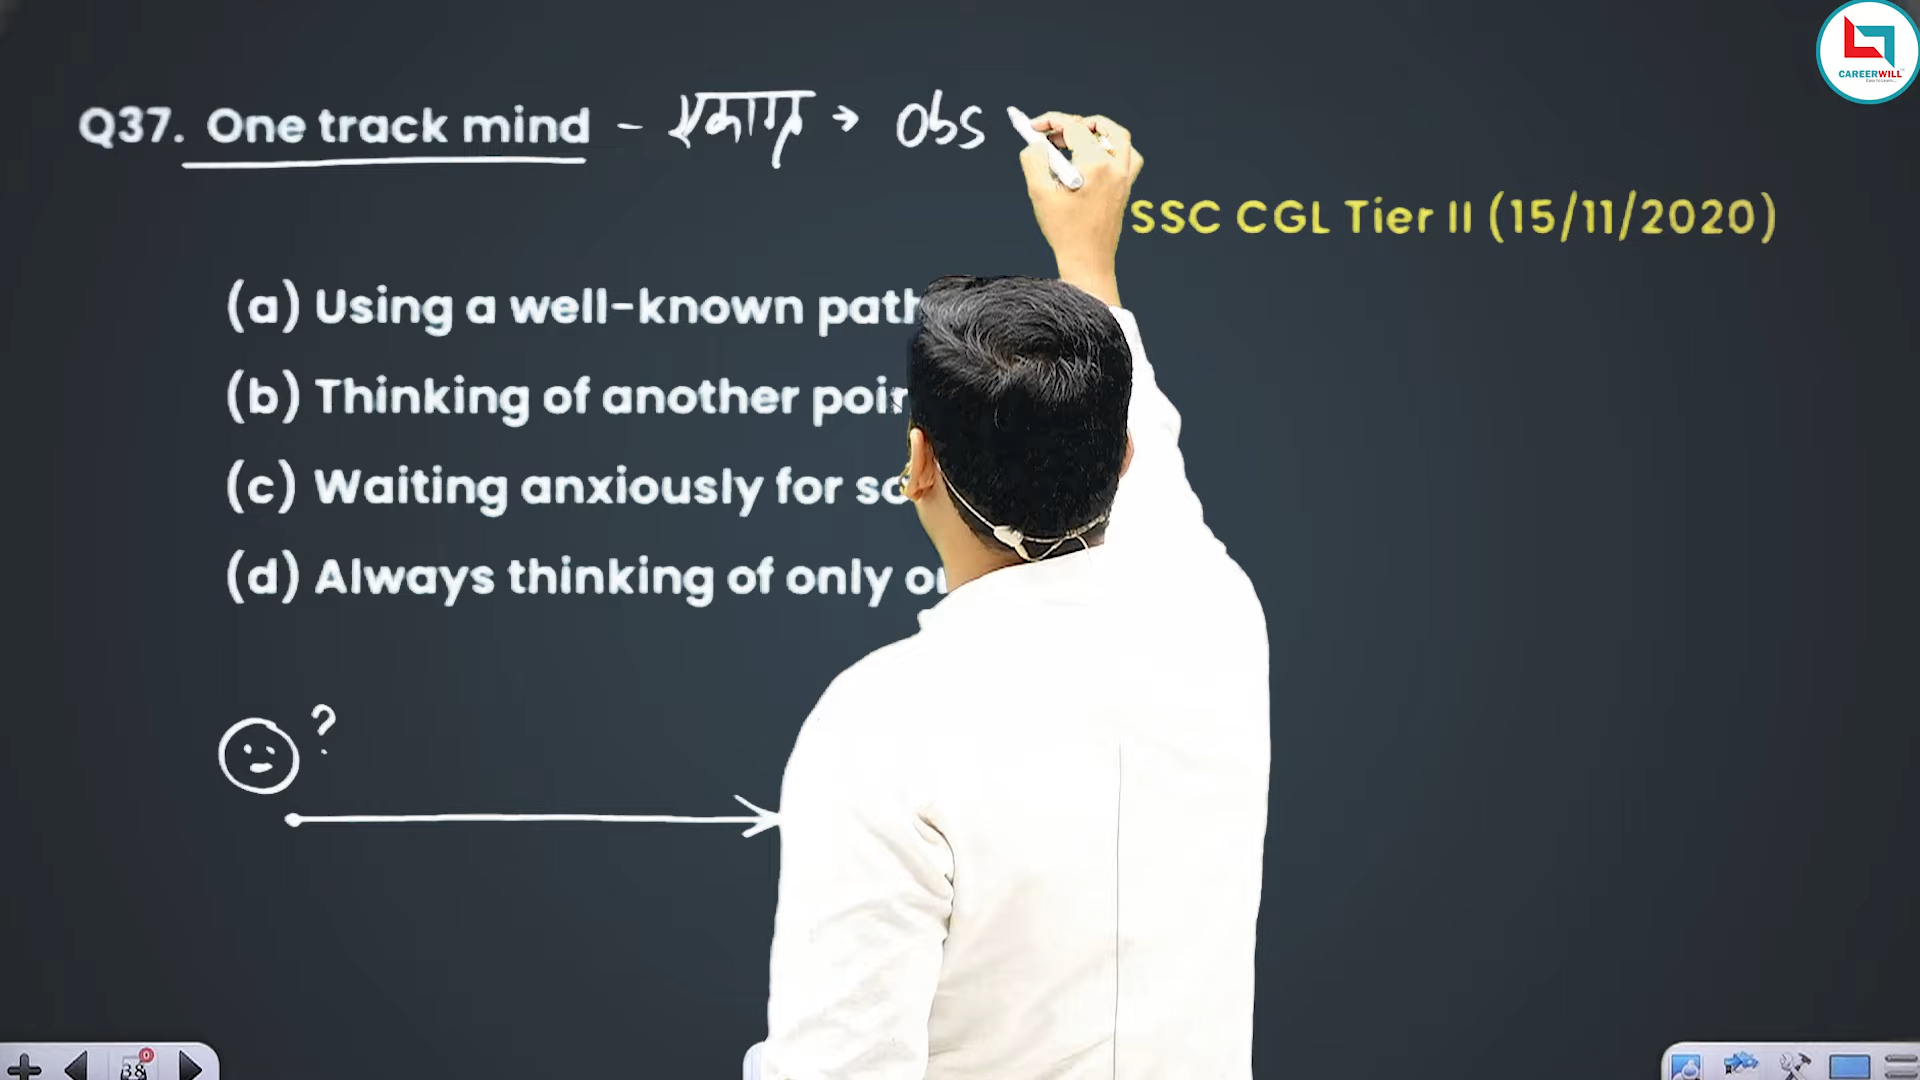 CAREERWILL
Q37. One track mind - एकाग्र → Obs
SSC CGL Tier II (15/11/2020)
(a) Using a well-known path
(b) Thinking of another
(c) Waiting anxiously for
(d) Always thinking of only
?
38
0